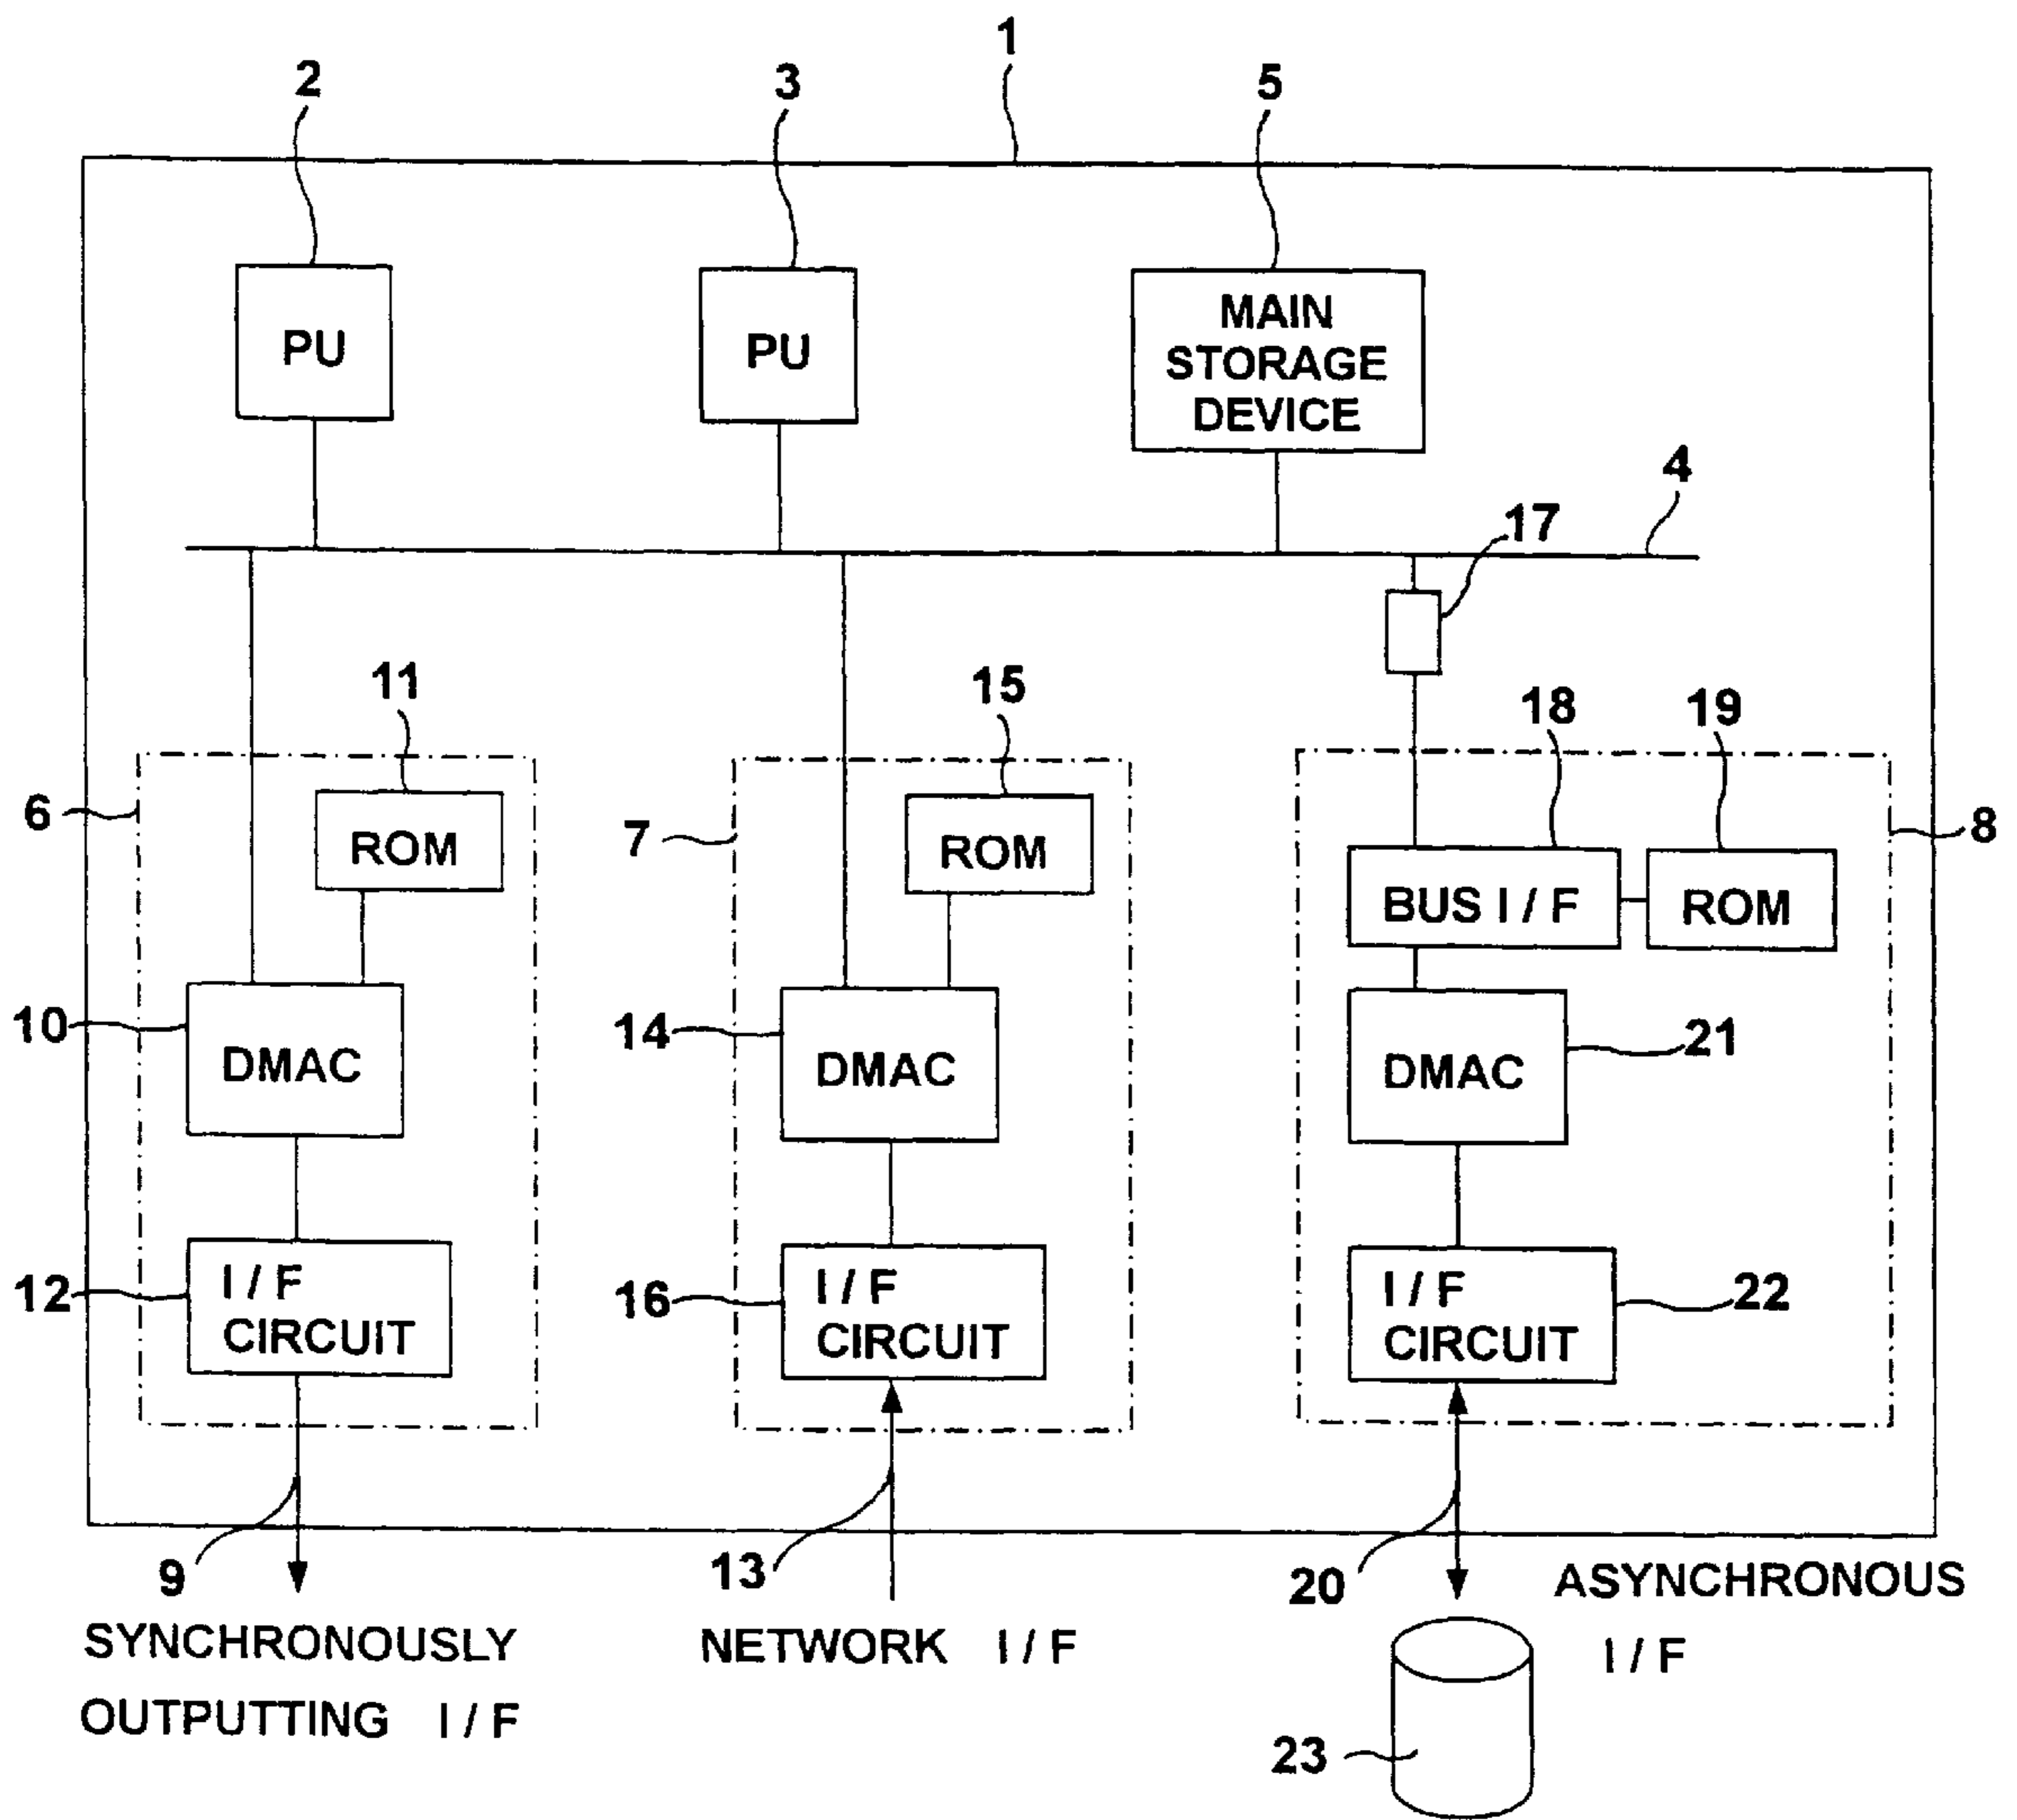 1
2
3
5
PU
PU
MAIN
STORAGE
DEVICE
4
17
11
15
18
19
6
ROM
7
ROM
8
BUS I / F
ROM
10
DMAC
14
DMAC
21
DMAC
12
I / F
CIRCUIT
16
I / F
CIRCUIT
22
I / F
CIRCUIT
9
13
20
SYNCHRONOUSLY
OUTPUTTING I / F
NETWORK I / F
ASYNCHRONOUS
I / F
23